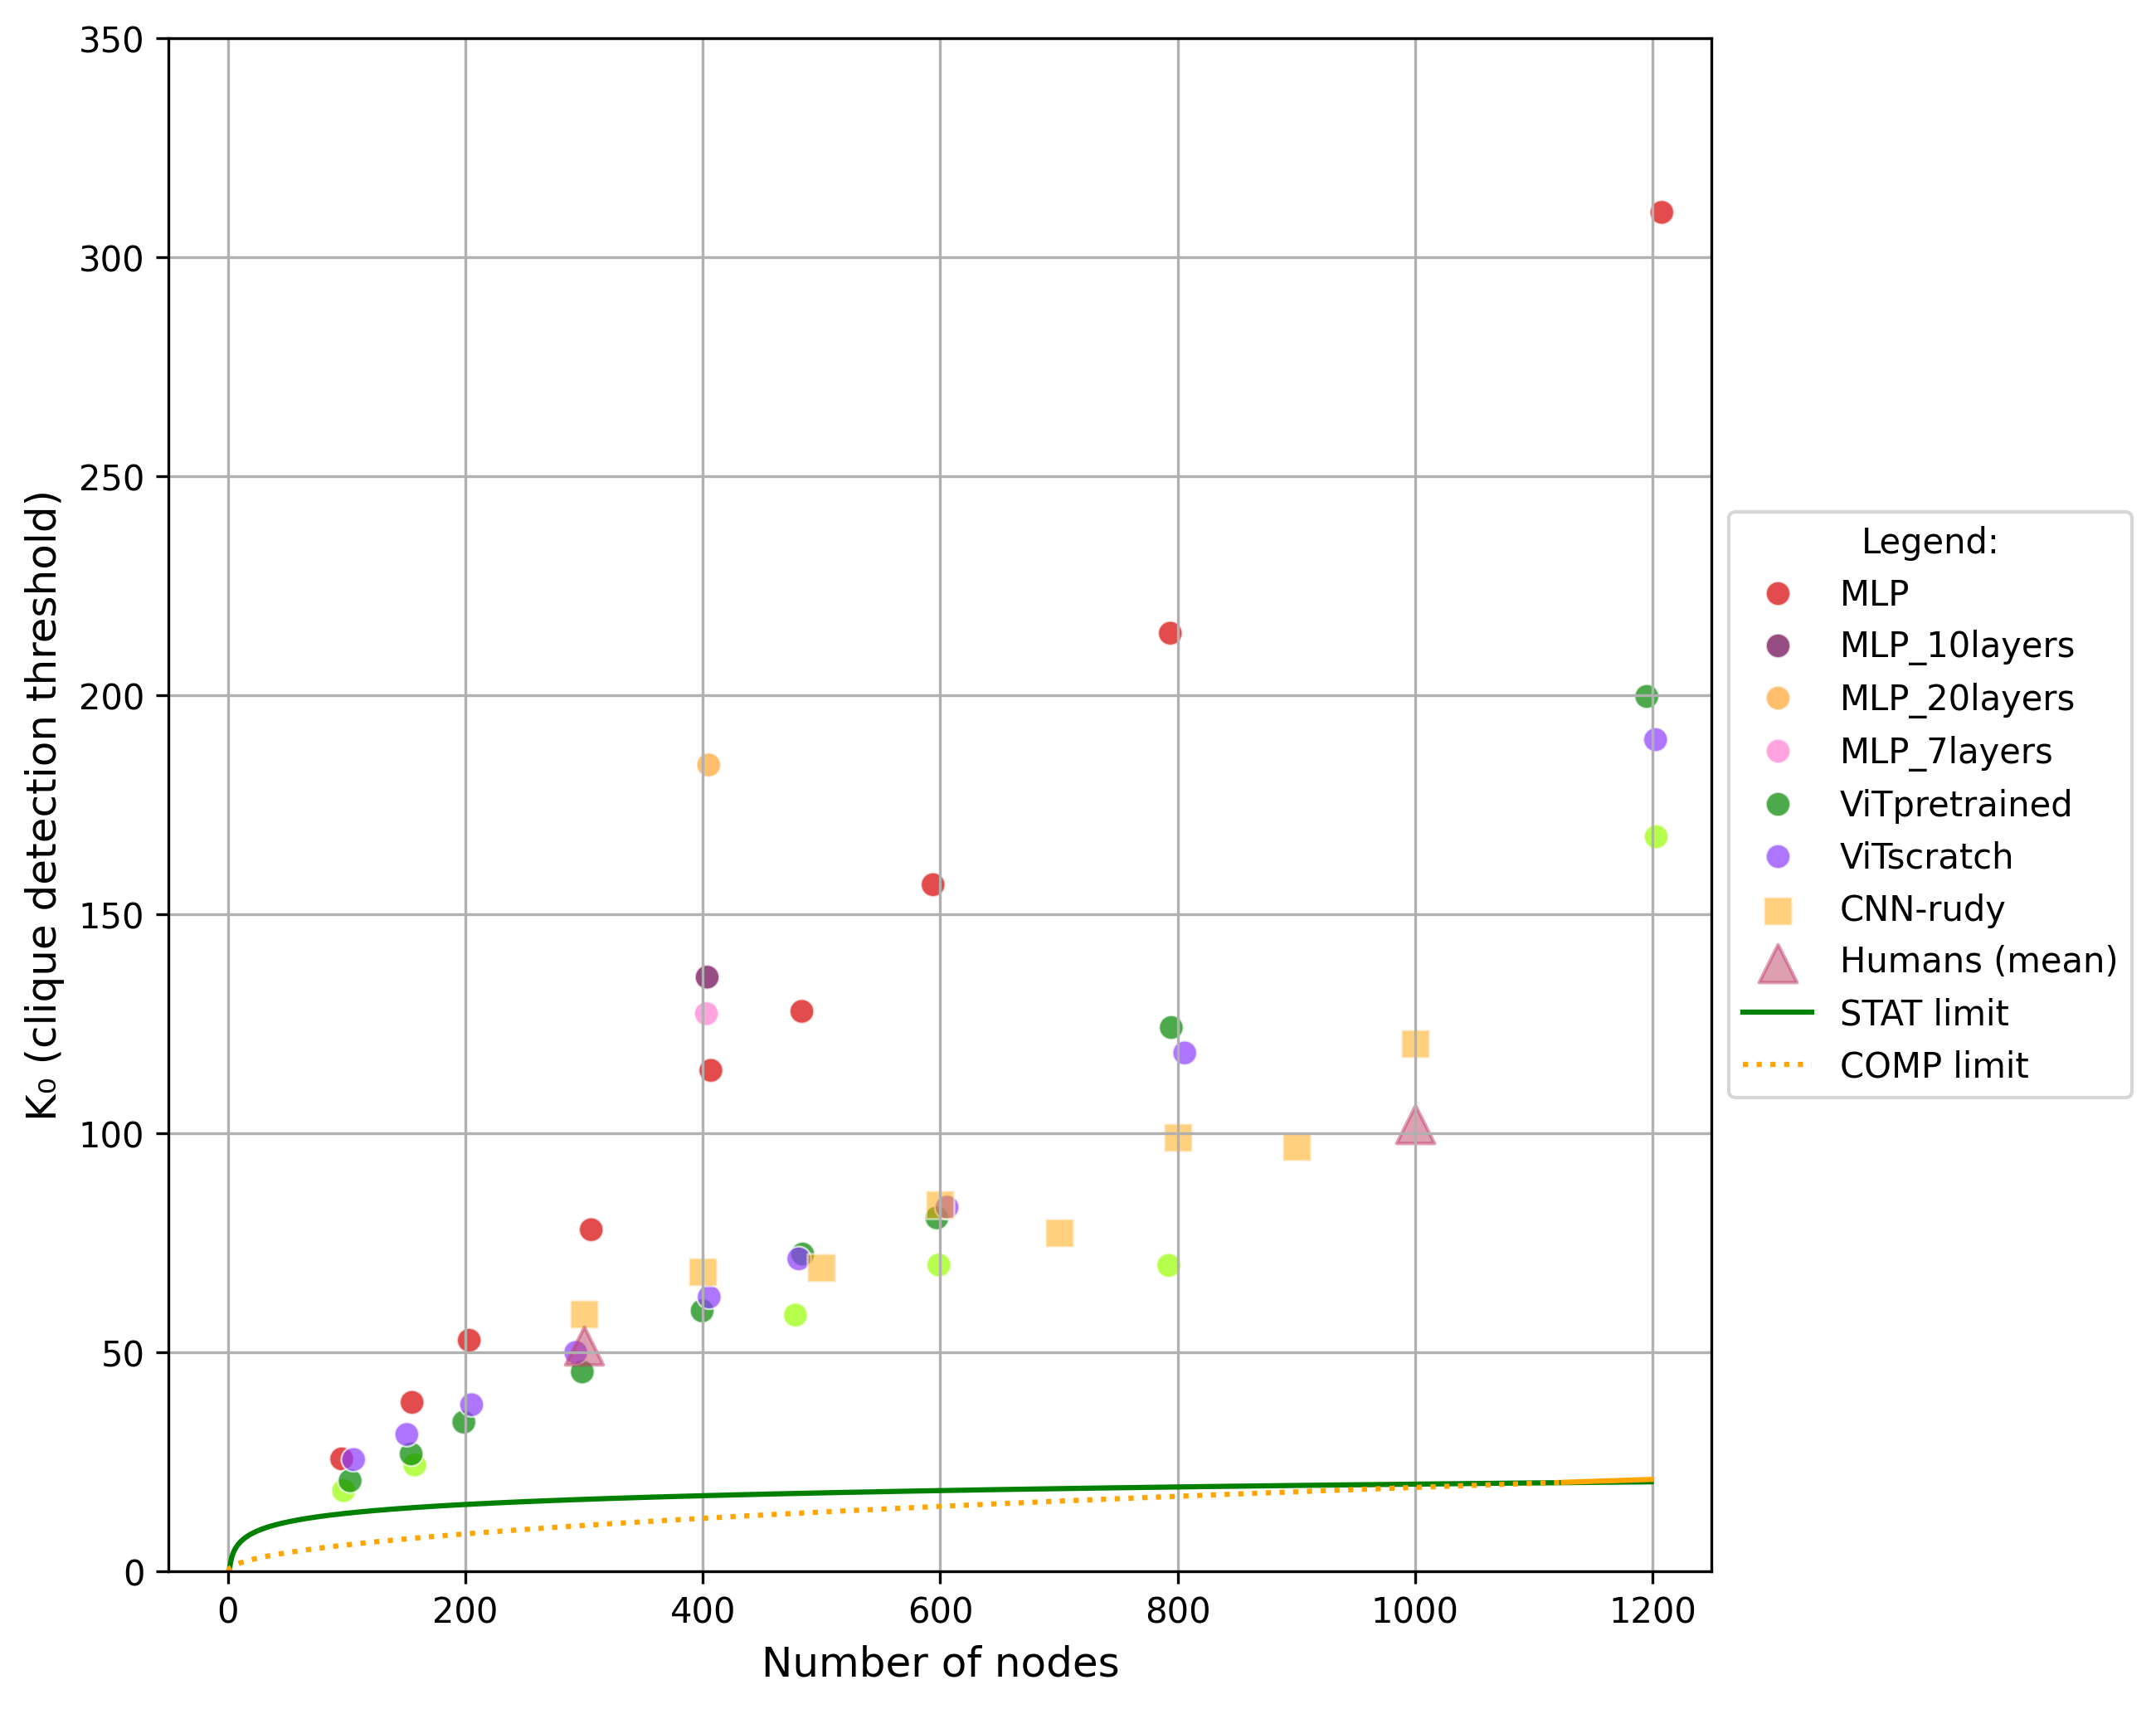 350
300
250
200
150
100
50
0
K₀ (clique detection threshold)
0 200 400 600 800 1000 1200
Number of nodes
Legend:
MLP
MLP_10layers
MLP_20layers
MLP_7layers
ViTpretrained
ViTscratch
CNN-rudy
Humans (mean)
STAT limit
COMP limit